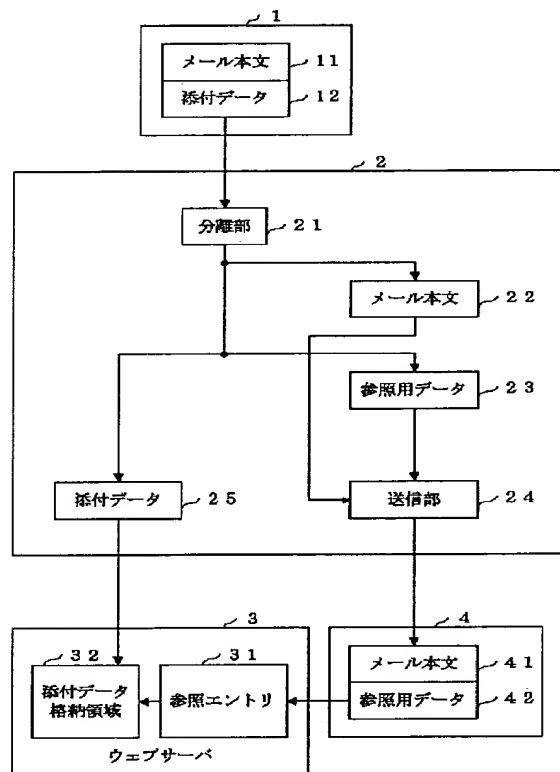 1
メール本文 11
添付データ 12
2
分離部 21
メール本文 22
参照用データ 23
添付データ 25
送信部 24
3
4
32
31
添付データ
格納領域
参照エントリ
メール本文 41
参照用データ 42
ウェブサーバ